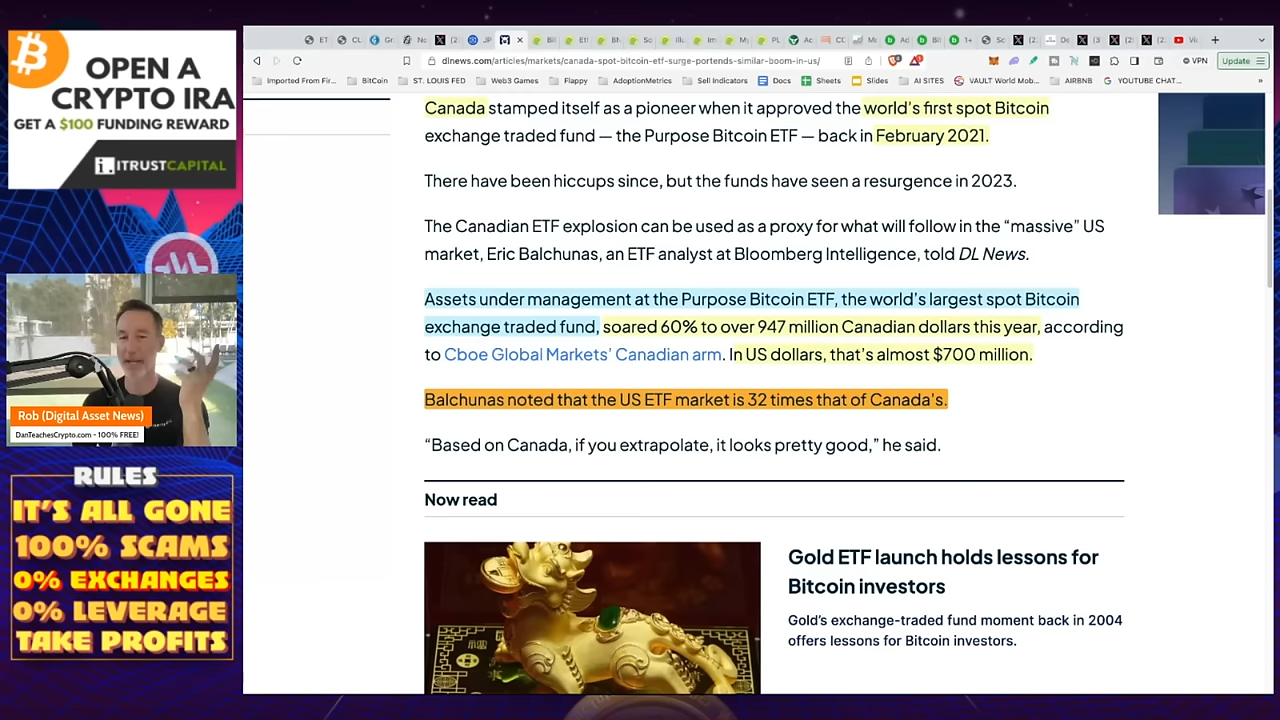 OPEN A
CRYPTO IRA
GET A $100 FUNDING REWARD
ITRUSTCAPITAL
Rob (Digital Asset News)
DanTeachesCrypto.com - 100% FREE!
RULES
IT'S ALL GONE
100% SCAMS
0% EXCHANGES
0% LEVERAGE
TAKE PROFITS
dlnews.com/articles/markets/canada-spot-bitcoin-etf-surge-portends-similar-boom-in-us/
VPN
Update
Imported From Fir...
BitCoin
ST. LOUIS FED
Web3 Games
Flappy
AdoptionMetrics
Sell Indicators
Docs
Sheets
Slides
AI SITES
VAULT World Mob...
AIRBNB
YOUTUBE CHAT...
Canada stamped itself as a pioneer when it approved the world's first spot Bitcoin
exchange traded fund — the Purpose Bitcoin ETF — back in February 2021.
There have been hiccups since, but the funds have seen a resurgence in 2023.
The Canadian ETF explosion can be used as a proxy for what will follow in the “massive” US
market, Eric Balchunas, an ETF analyst at Bloomberg Intelligence, told DL News.
Assets under management at the Purpose Bitcoin ETF, the world's largest spot Bitcoin
exchange traded fund, soared 60% to over 947 million Canadian dollars this year, according
to Cboe Global Markets’ Canadian arm. In US dollars, that's almost $700 million.
Balchunas noted that the US ETF market is 32 times that of Canada's.
“Based on Canada, if you extrapolate, it looks pretty good,” he said.
Now read
Gold ETF launch holds lessons for
Bitcoin investors
Gold's exchange-traded fund moment back in 2004
offers lessons for Bitcoin investors.